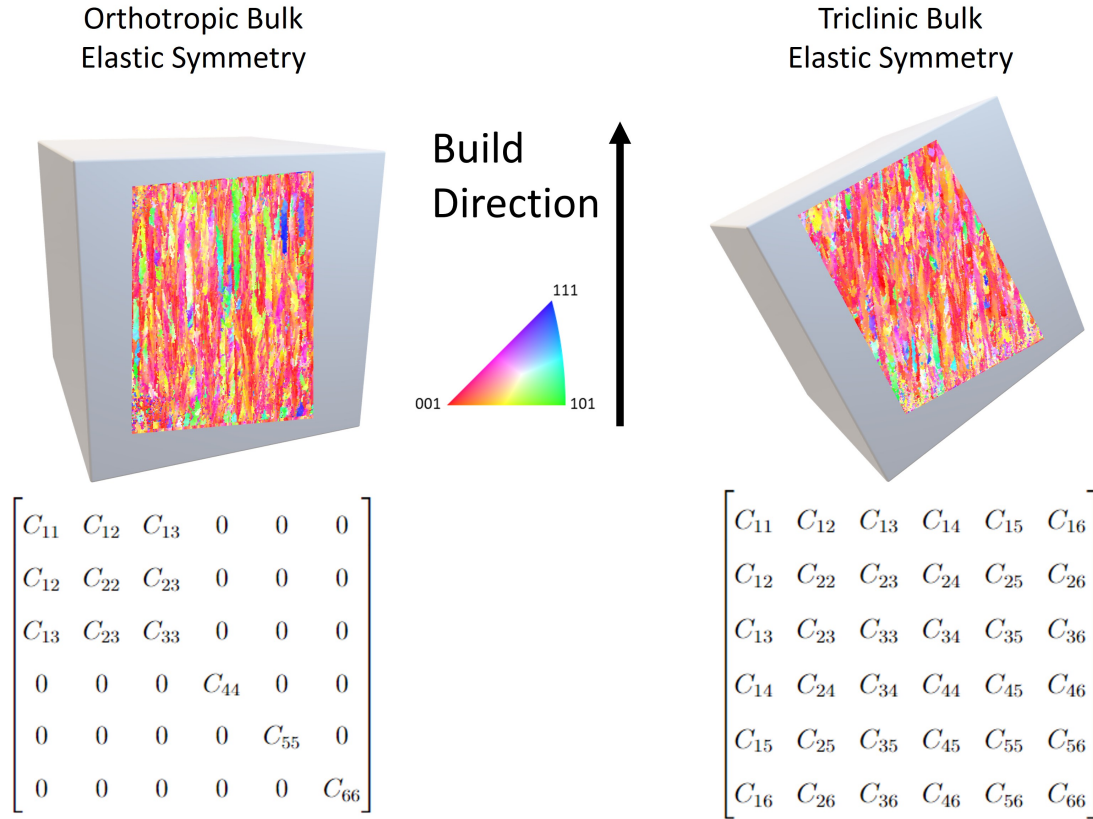 Orthotropic Bulk
Elastic Symmetry
Triclinic Bulk
Elastic Symmetry
Build
Direction
111
001
101
C11 C12 C13 0 0 0
C12 C22 C23 0 0 0
C13 C23 C33 0 0 0
0 0 0 C44 0 0
0 0 0 0 C55 0
0 0 0 0 0 C66
C11 C12 C13 C14 C15 C16
C12 C22 C23 C24 C25 C26
C13 C23 C33 C34 C35 C36
C14 C24 C34 C44 C45 C46
C15 C25 C35 C45 C55 C56
C16 C26 C36 C46 C56 C66